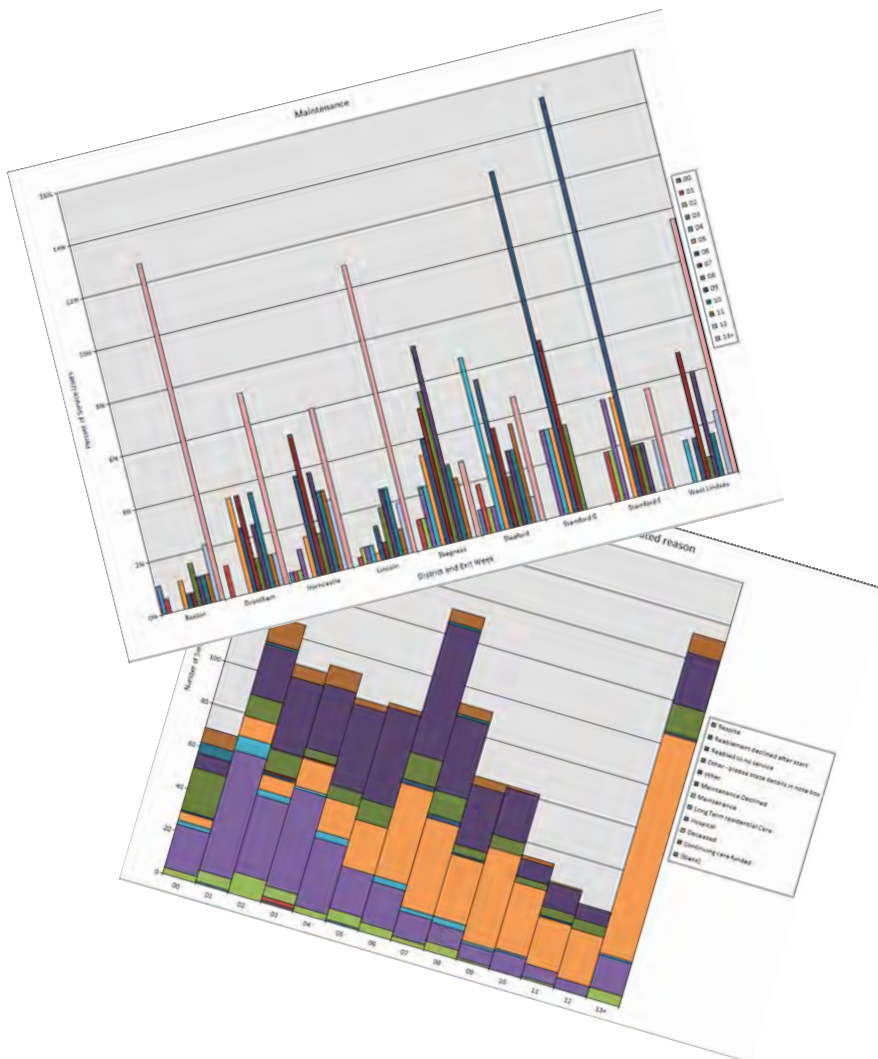 Maintenance
16%
14%
12%
10%
8%
6%
4%
2%
0%
Percent of Service Users
Boston
Grantham
Horncastle
Lincoln
Skegness
Sleaford
Stamford
Stamford
West Lindsey
District and Exit Week
00
01
02
03
04
05
06
07
08
09
10
11
12
13+
ated reason
Number of Se
100
80
60
40
20
0
00
01
02
03
04
05
06
07
08
09
10
11
12
13+
Respite
Reablement declined after start
Reabled to no service
Other - please state details in note box
other
Maintenance Declined
Maintenance
Long Term residential Care
Hospital
Deceased
Continuing care funded
(blank)